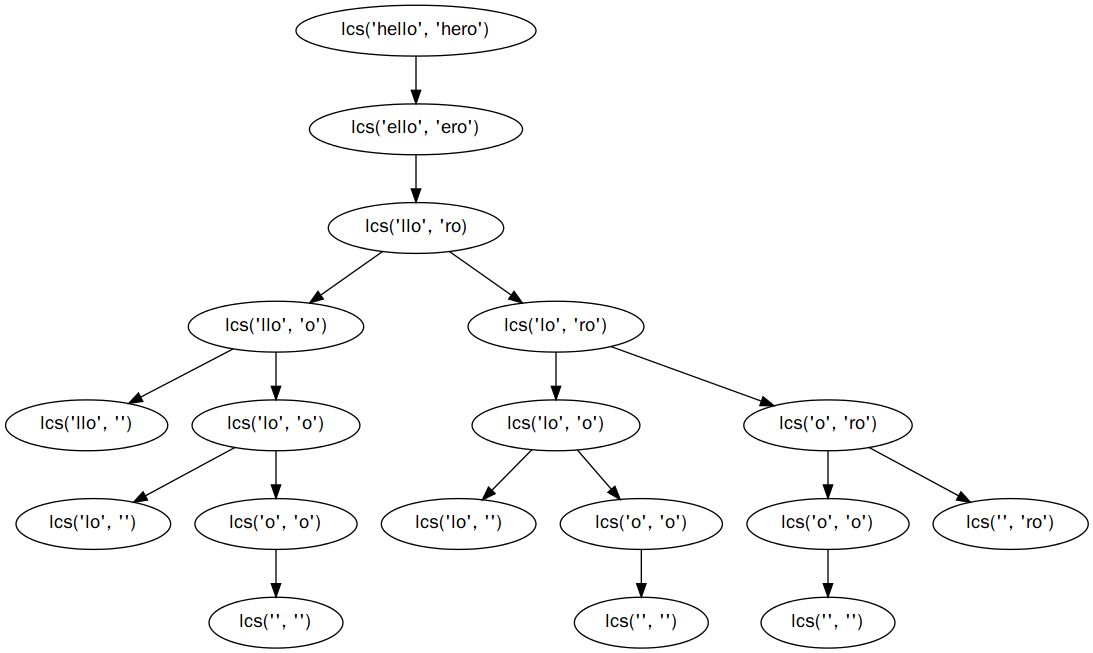 lcs('hello', 'hero')
lcs('ello', 'ero')
lcs('llo', 'ro)
lcs('llo', 'o')
lcs('lo', 'ro')
lcs('llo', '')
lcs('lo', 'o')
lcs('lo', 'o')
lcs('o', 'ro')
lcs('lo', '')
lcs('o', 'o')
lcs('lo', '')
lcs('o', 'o')
lcs('o', 'o')
lcs('', 'ro')
lcs('', '')
lcs('', '')
lcs('', '')